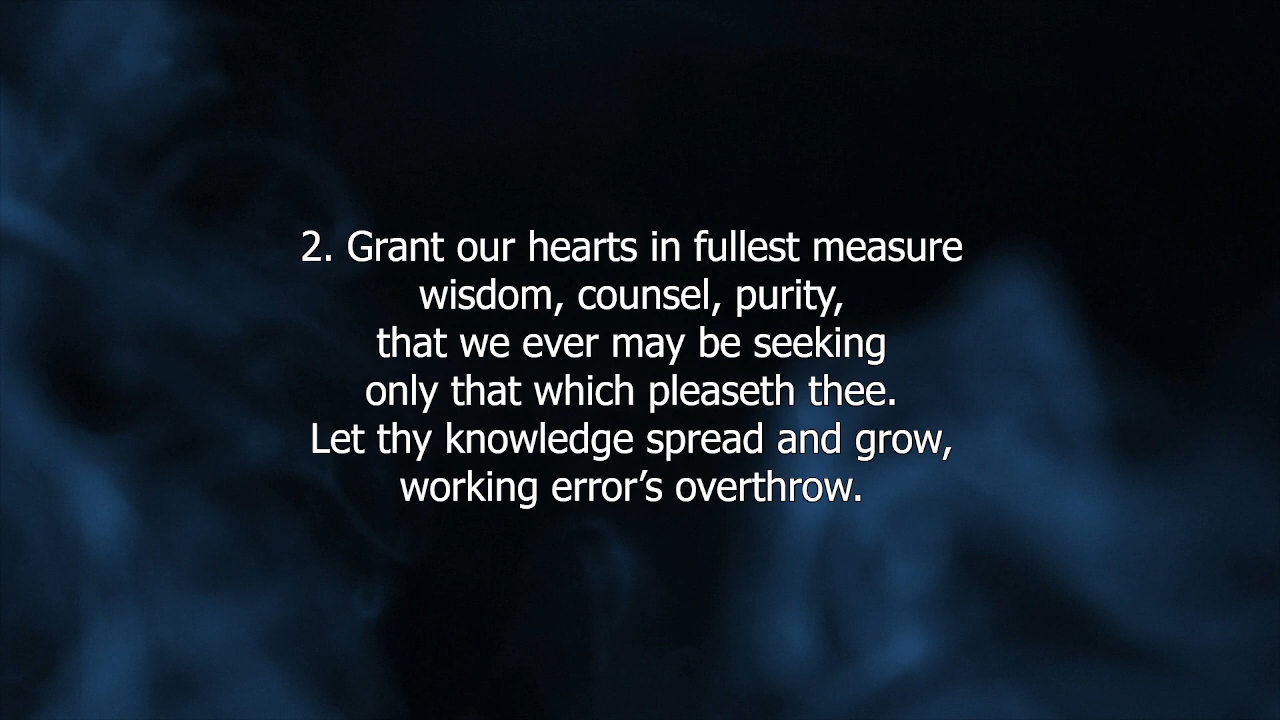 2. Grant our hearts in fullest measure
wisdom, counsel, purity,
that we ever may be seeking
only that which pleaseth thee.
Let thy knowledge spread and grow,
working error’s overthrow.